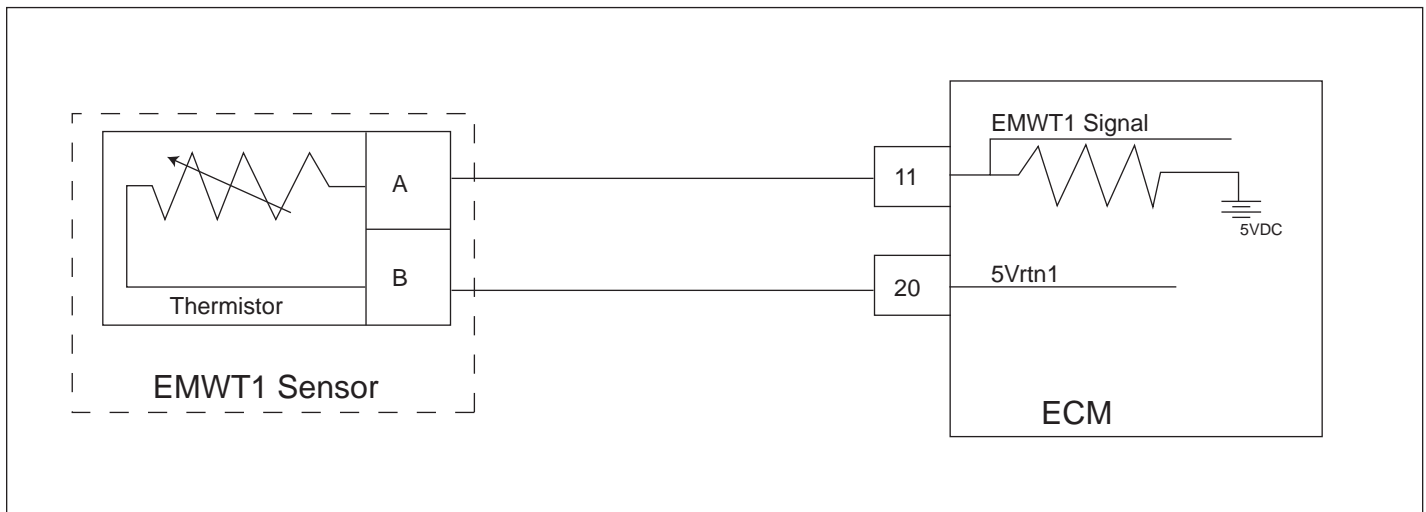 A
B
Thermistor
EMWT1 Sensor
11
20
EMWT1 Signal
5VDC
5Vrtn1
ECM